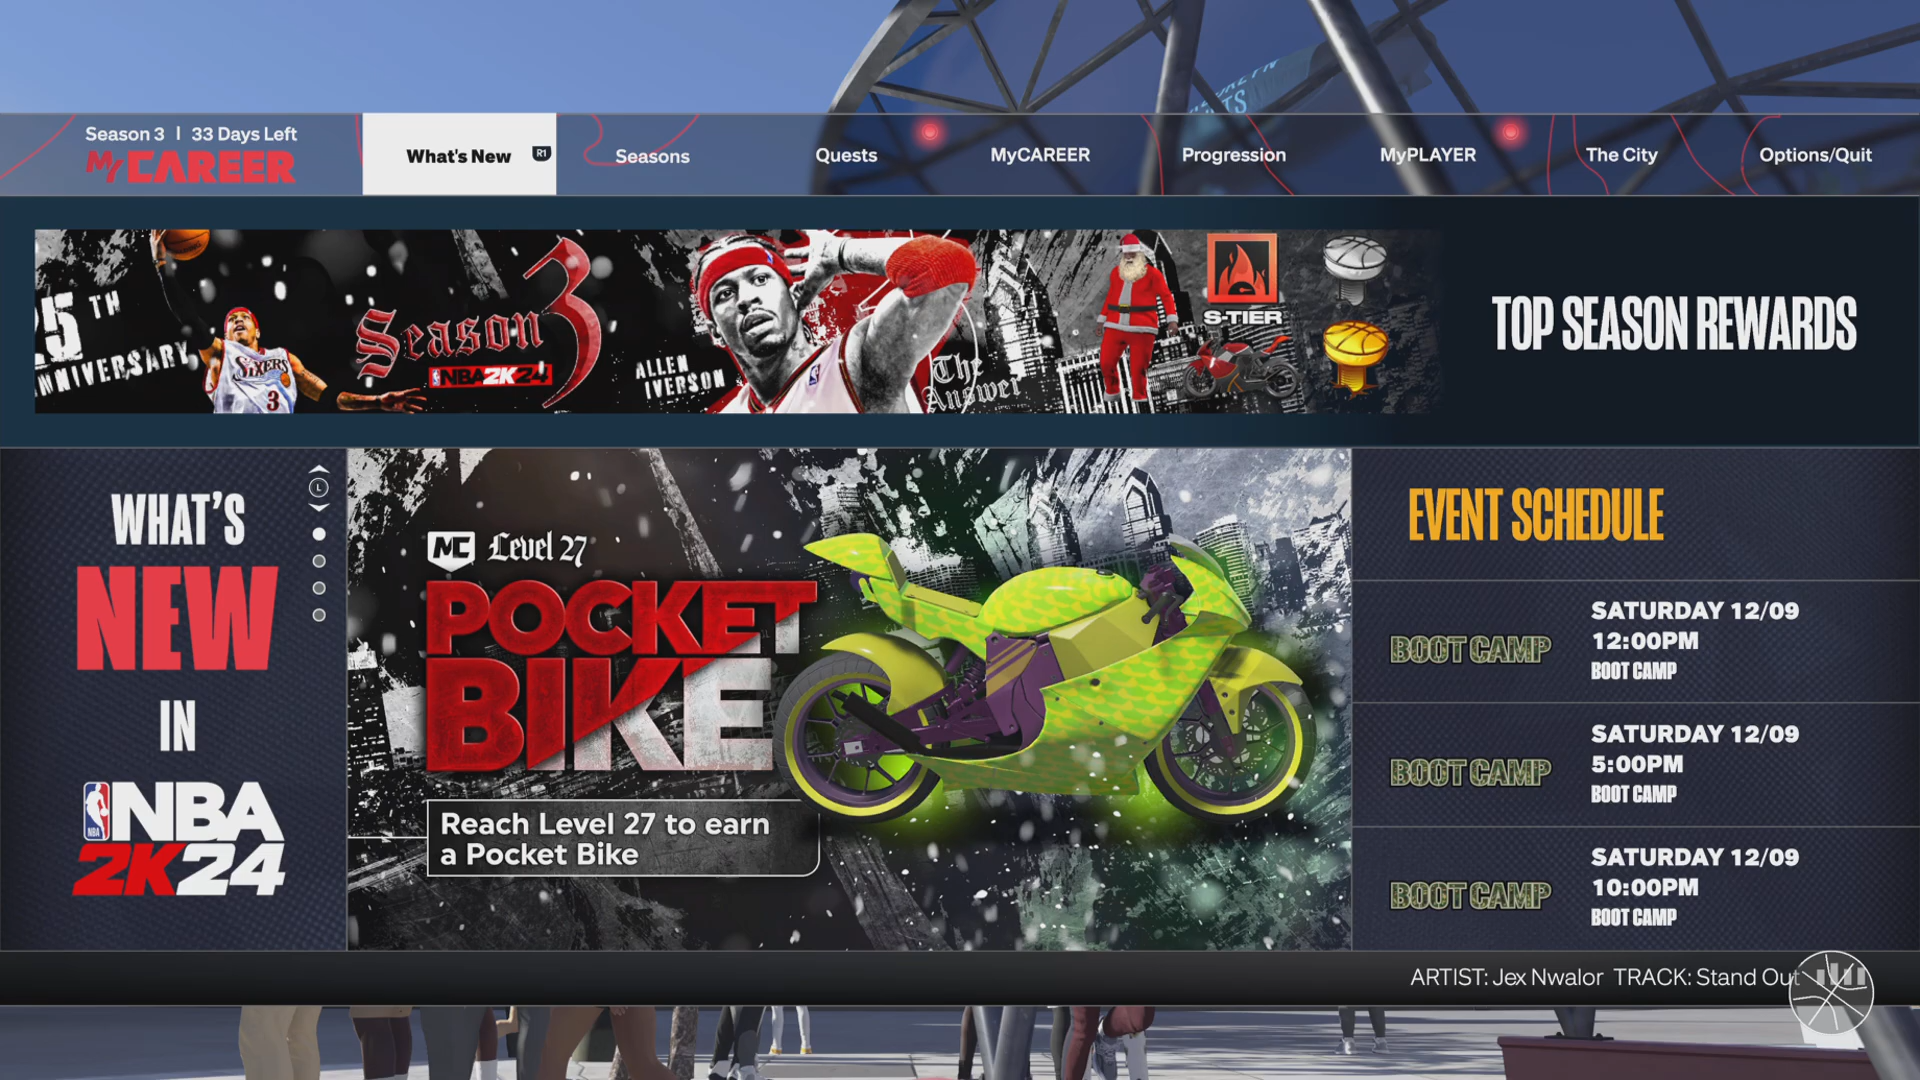 Season 3 | 33 Days Left
MyCAREER
What's New
R1
Seasons
Quests
MyCAREER
Progression
MyPLAYER
The City
Options/Quit
25TH
ANNIVERSARY
SIXERS
3
Season 3
NBA2K24
ALLEN
IVERSON
The
Answer
S-TIER
TOP SEASON REWARDS
WHAT'S
NEW
IN
NBA
2K24
L
MC Level 27
POCKET
BIKE
Reach Level 27 to earn
a Pocket Bike
EVENT SCHEDULE
BOOT CAMP
SATURDAY 12/09
12:00PM
BOOT CAMP
BOOT CAMP
SATURDAY 12/09
5:00PM
BOOT CAMP
BOOT CAMP
SATURDAY 12/09
10:00PM
BOOT CAMP
ARTIST: Jex Nwalor TRACK: Stand Out